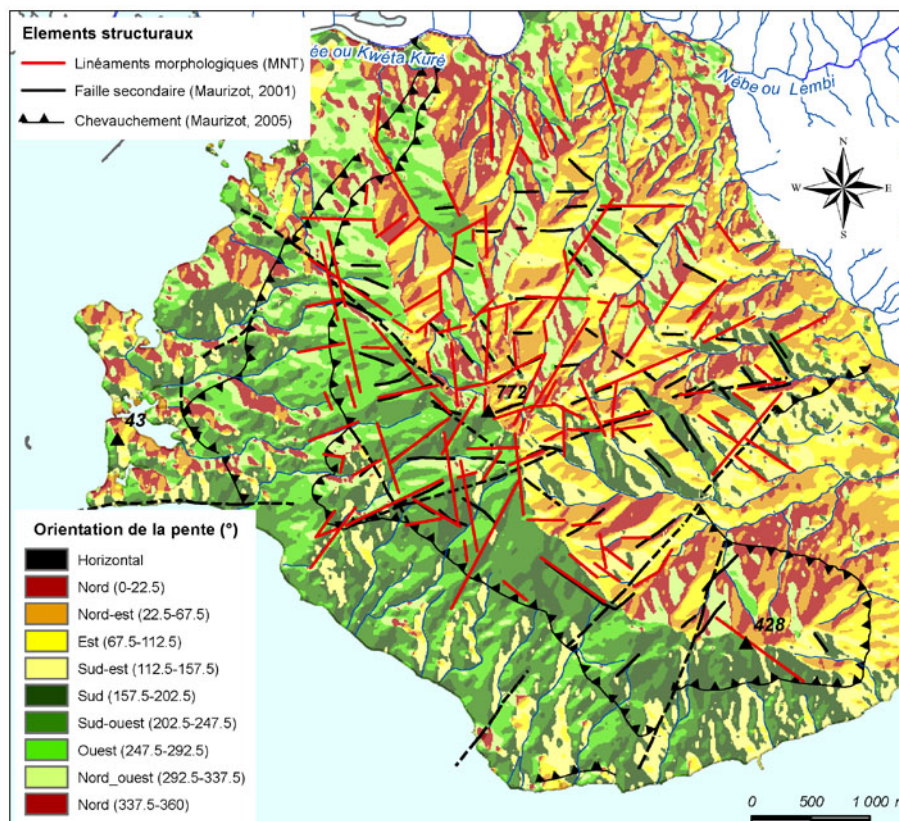 Elements structuraux
Linéaments morphologiques (MNT)
Faille secondaire (Maurizot, 2001)
Chevauchement (Maurizot, 2005)
ée ou Kwéta Kuré
Nêbe ou Lembi
N
W E
S
772
43
428
Orientation de la pente (°)
Horizontal
Nord (0-22.5)
Nord-est (22.5-67.5)
Est (67.5-112.5)
Sud-est (112.5-157.5)
Sud (157.5-202.5)
Sud-ouest (202.5-247.5)
Ouest (247.5-292.5)
Nord_ouest (292.5-337.5)
Nord (337.5-360)
0 500 1 000